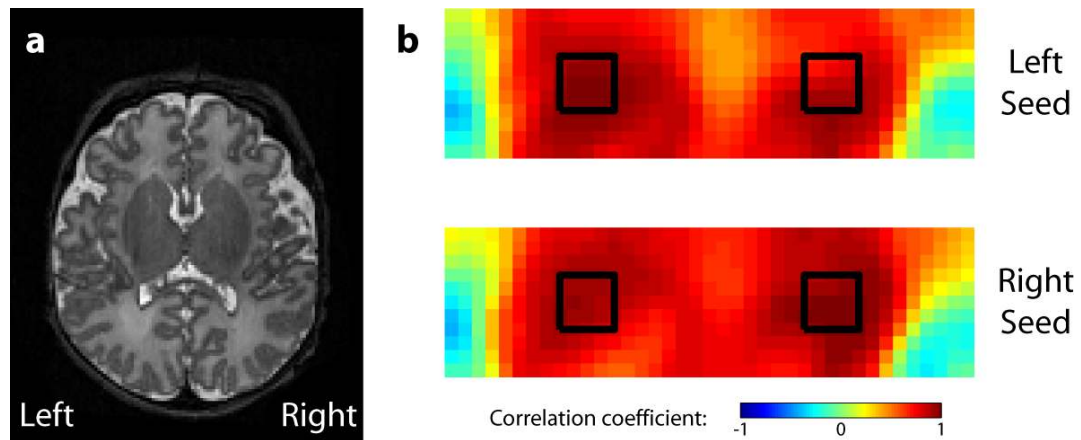 a
b
Left
Seed
Right
Seed
Left
Right
Correlation coefficient:
-1
0
1